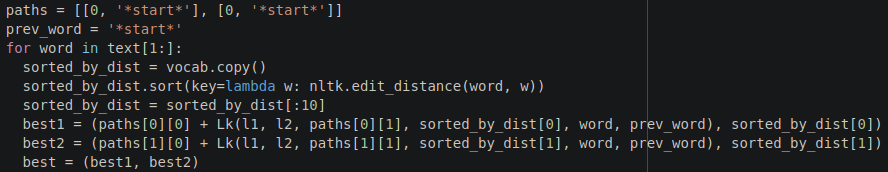 paths = [[0, '*start*'], [0, '*start*']]
prev_word = '*start*'
for word in text[1:]:
  sorted_by_dist = vocab.copy()
  sorted_by_dist.sort(key=lambda w: nltk.edit_distance(word, w))
  sorted_by_dist = sorted_by_dist[:10]
  best1 = (paths[0][0] + Lk(l1, l2, paths[0][1], sorted_by_dist[0], word, prev_word), sorted_by_dist[0])
  best2 = (paths[1][0] + Lk(l1, l2, paths[1][1], sorted_by_dist[1], word, prev_word), sorted_by_dist[1])
  best = (best1, best2)